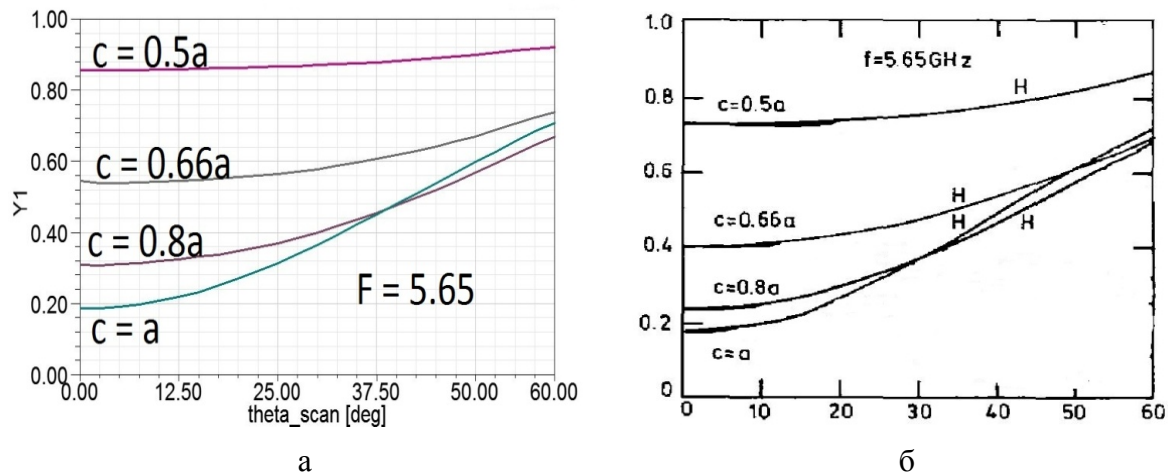 1.00
c = 0.5a
0.80
0.60
c = 0.66a
Y1
0.40
c = 0.8a
F = 5.65
0.20
c = a
0.00
0.00 12.50 25.00 37.50 50.00 60.00
theta_scan [deg]
а
f=5.65GHz
H
0.8
c=0.5a
0.6
H
c=0.66a
H H
0.4
c=0.8a
0.2
c=a
0
0 10 20 30 40 50 60
б